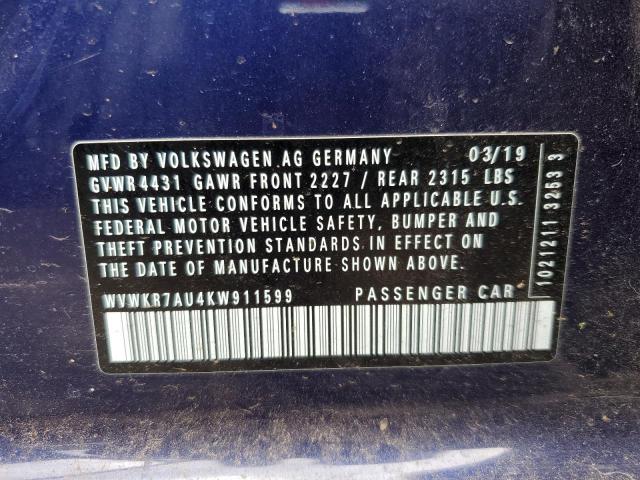 MFD BY VOLKSWAGEN AG GERMANY 03/19
GVWR 4431 GAWR FRONT 2227 / REAR 2315 LBS
THIS VEHICLE CONFORMS TO ALL APPLICABLE U.S.
FEDERAL MOTOR VEHICLE SAFETY, BUMPER AND
THEFT PREVENTION STANDARDS IN EFFECT ON
THE DATE OF MANUFACTURE SHOWN ABOVE.
WVWKR7AU4KW911599 PASSENGER CAR
102121132633